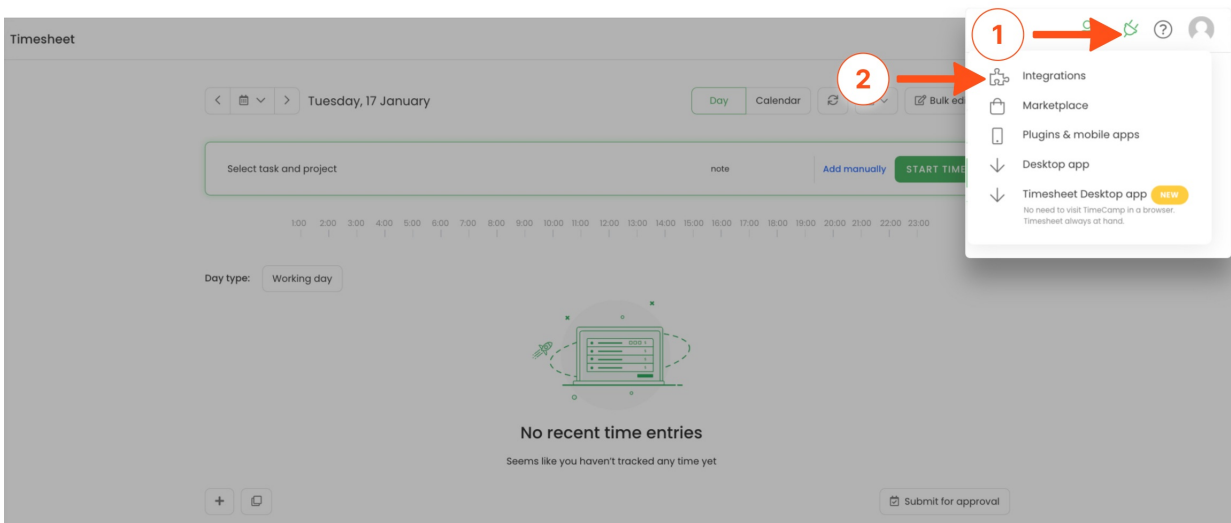 Timesheet
1
2
Tuesday, 17 January
Day
Calendar
Bulk edi
Integrations
Marketplace
Plugins & mobile apps
Desktop app
Timesheet Desktop app NEW
No need to visit TimeCamp in a browser.
Timesheet always at hand.
Select task and project
note
Add manually
START TIME
1:00 2:00 3:00 4:00 5:00 6:00 7:00 8:00 9:00 10:00 11:00 12:00 13:00 14:00 15:00 16:00 17:00 18:00 19:00 20:00 21:00 22:00 23:00
Day type: Working day
No recent time entries
Seems like you haven't tracked any time yet
Submit for approval